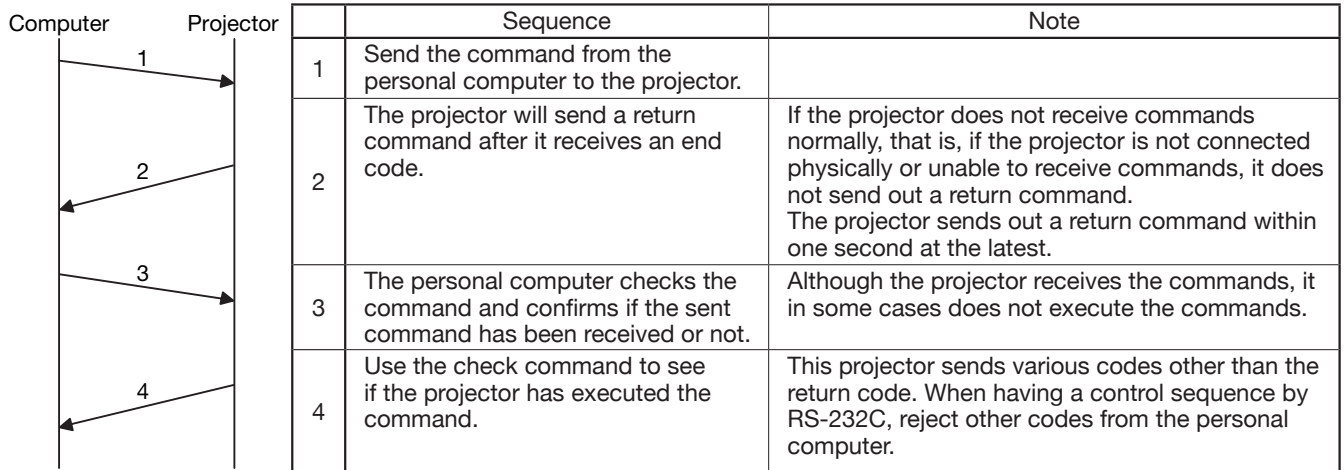 Computer Projector
1
2
3
4
Sequence Note
1
Send the command from the
personal computer to the projector.
2
The projector will send a return
command after it receives an end
code.
If the projector does not receive commands
normally, that is, if the projector is not connected
physically or unable to receive commands, it does
not send out a return command.
The projector sends out a return command within
one second at the latest.
3
The personal computer checks the
command and confirms if the sent
command has been received or not.
Although the projector receives the commands, it
in some cases does not execute the commands.
4
Use the check command to see
if the projector has executed the
command.
This projector sends various codes other than the
return code. When having a control sequence by
RS-232C, reject other codes from the personal
computer.